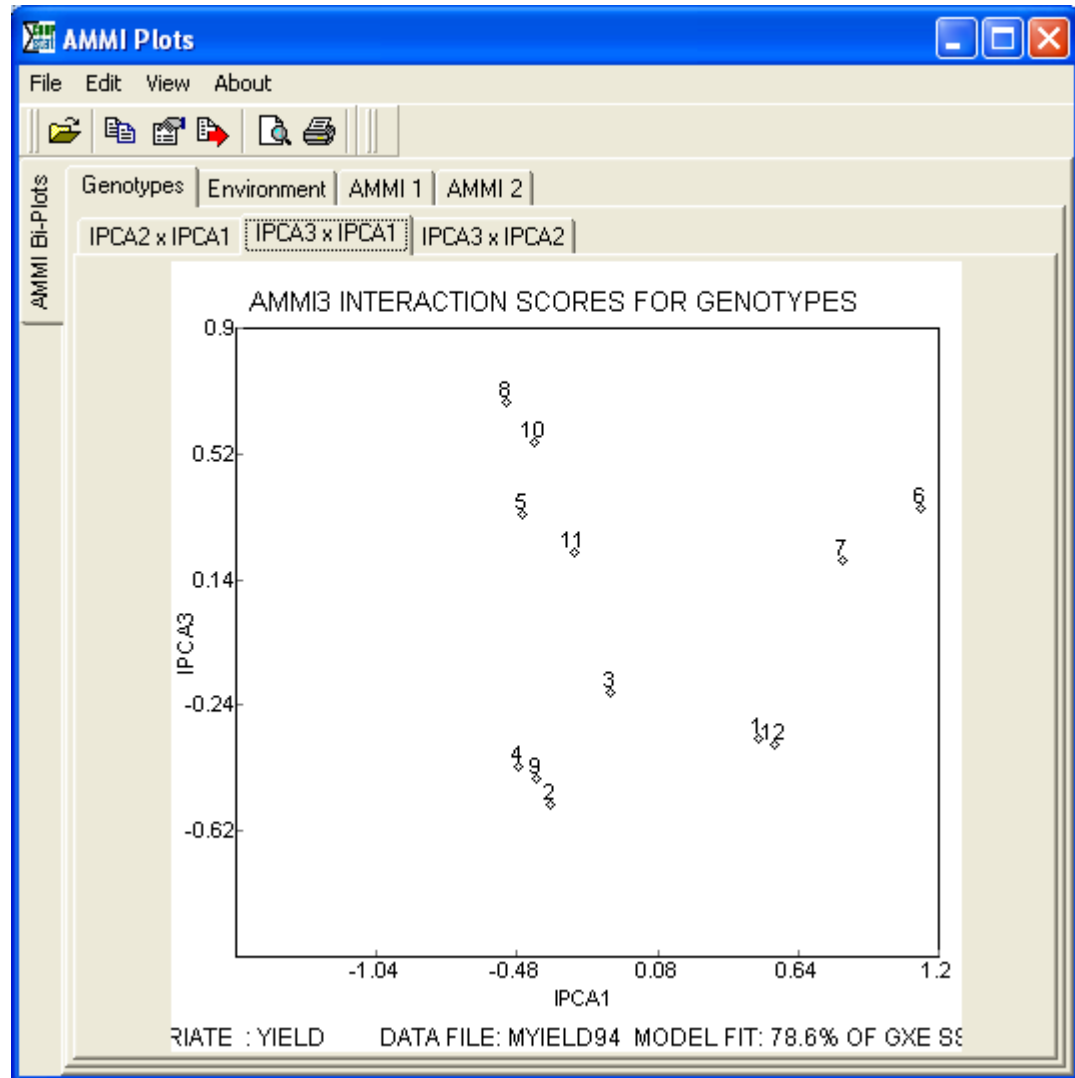 AMMI Plots
File Edit View About
AMMI Bi-Plots
Genotypes Environment AMMI 1 AMMI 2
IPCA2 x IPCA1 IPCA3 x IPCA1 IPCA3 x IPCA2
AMMI3 INTERACTION SCORES FOR GENOTYPES
0.9
8
10
0.52
5
6
11
7
0.14
IPCA3
3
-0.24
1
12
4
9
2
-0.62
-1.04 -0.48 0.08 0.64 1.2
IPCA1
RIATE : YIELD DATA FILE: MYIELD94 MODEL FIT: 78.6% OF GXE SS